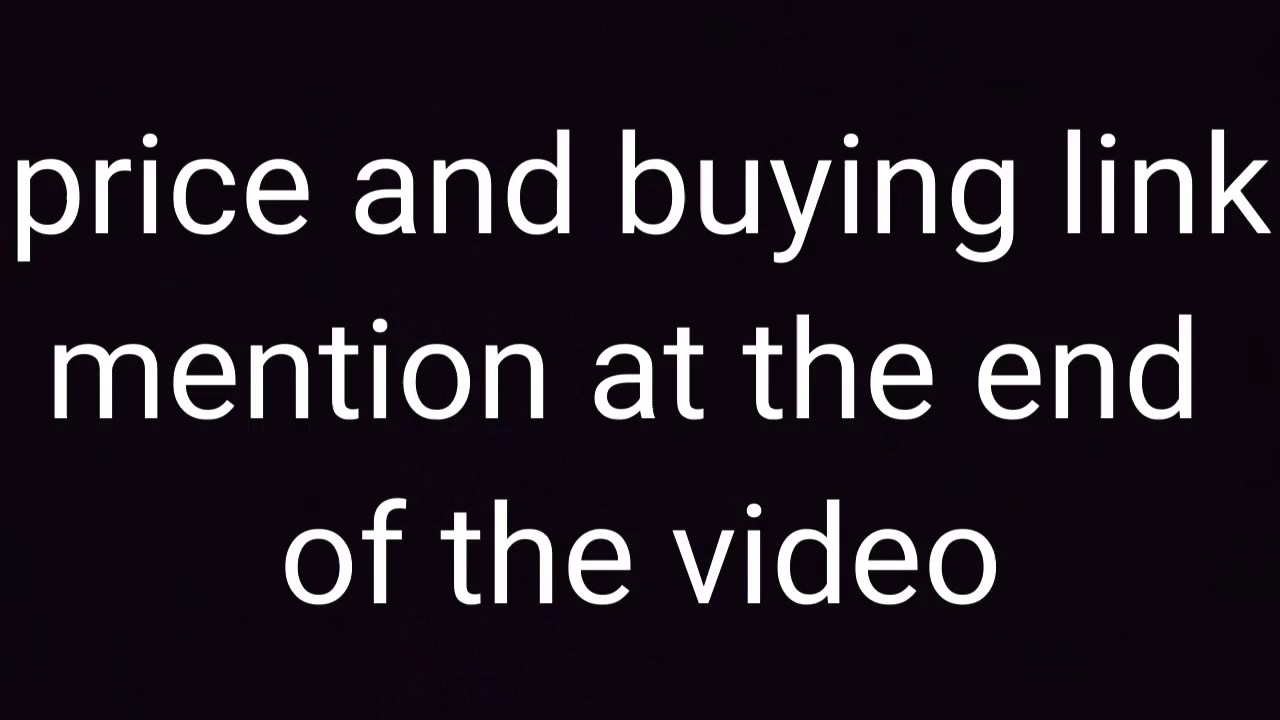 price and buying link
mention at the end
of the video